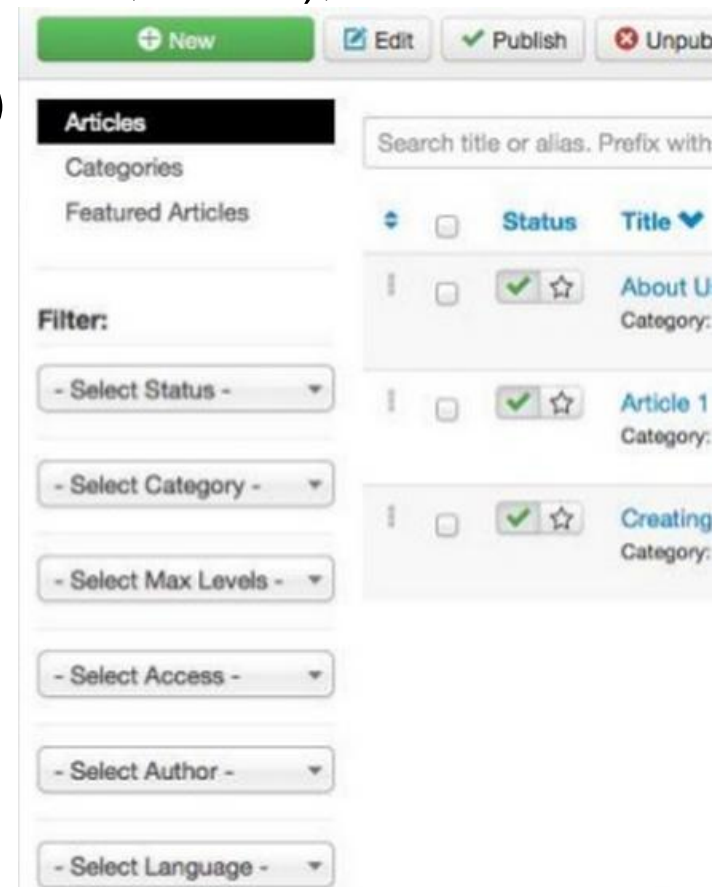 New Edit Publish Unpub
)
Articles
Categories
Featured Articles
Search title or alias. Prefix with
Status Title
Filter:
- Select Status -
- Select Category -
- Select Max Levels -
- Select Access -
- Select Author -
- Select Language -
About U
Category:
Article 1
Category:
Creating
Category: